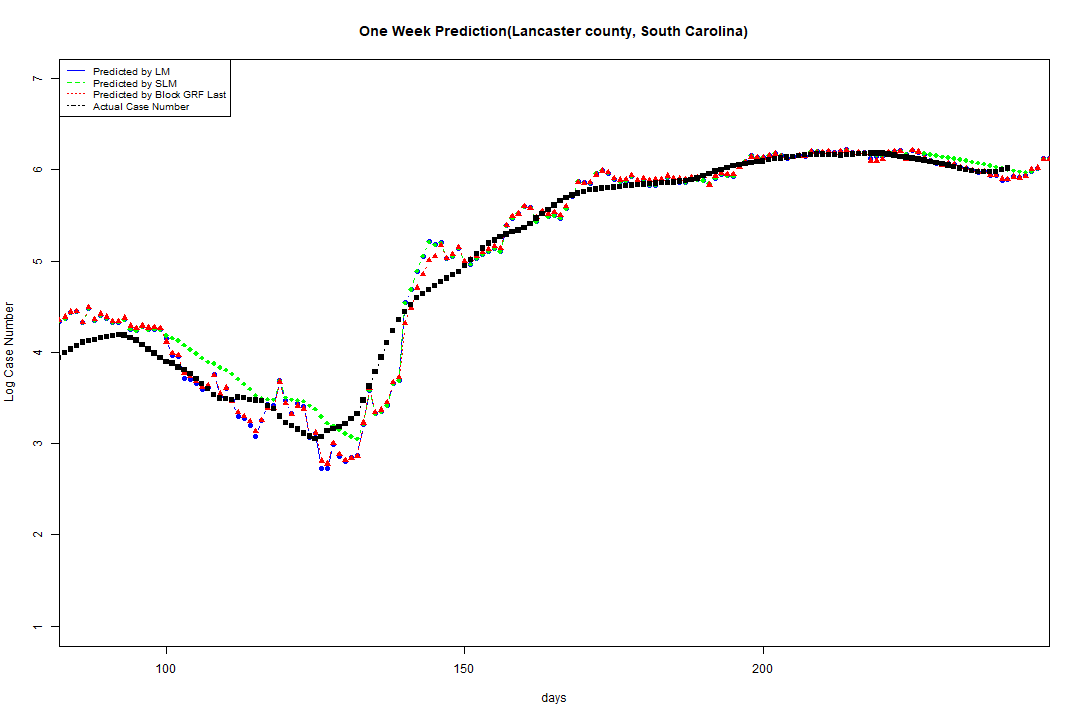 One Week Prediction(Lancaster county, South Carolina)
Predicted by LM
Predicted by SLM
Predicted by Block GRF Last
Actual Case Number
7
6
5
4
3
2
1
Log Case Number
100 150 200
days